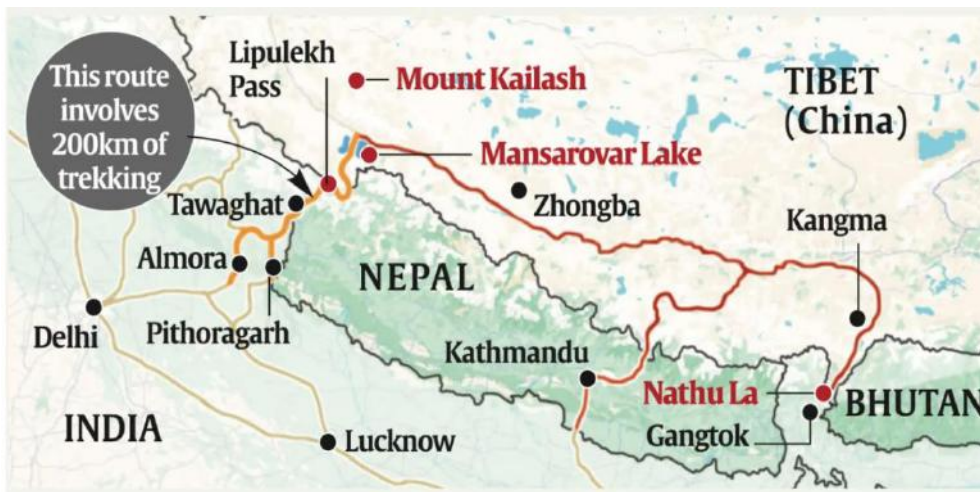 This route
involves
200km of
trekking
Lipulekh
Pass
Mount Kailash
TIBET
(China)
Mansarovar Lake
Tawaghat
Zhongba
Kangma
Almora
NEPAL
Delhi
Pithoragarh
Kathmandu
Nathu La
BHUTAN
INDIA
Lucknow
Gangtok